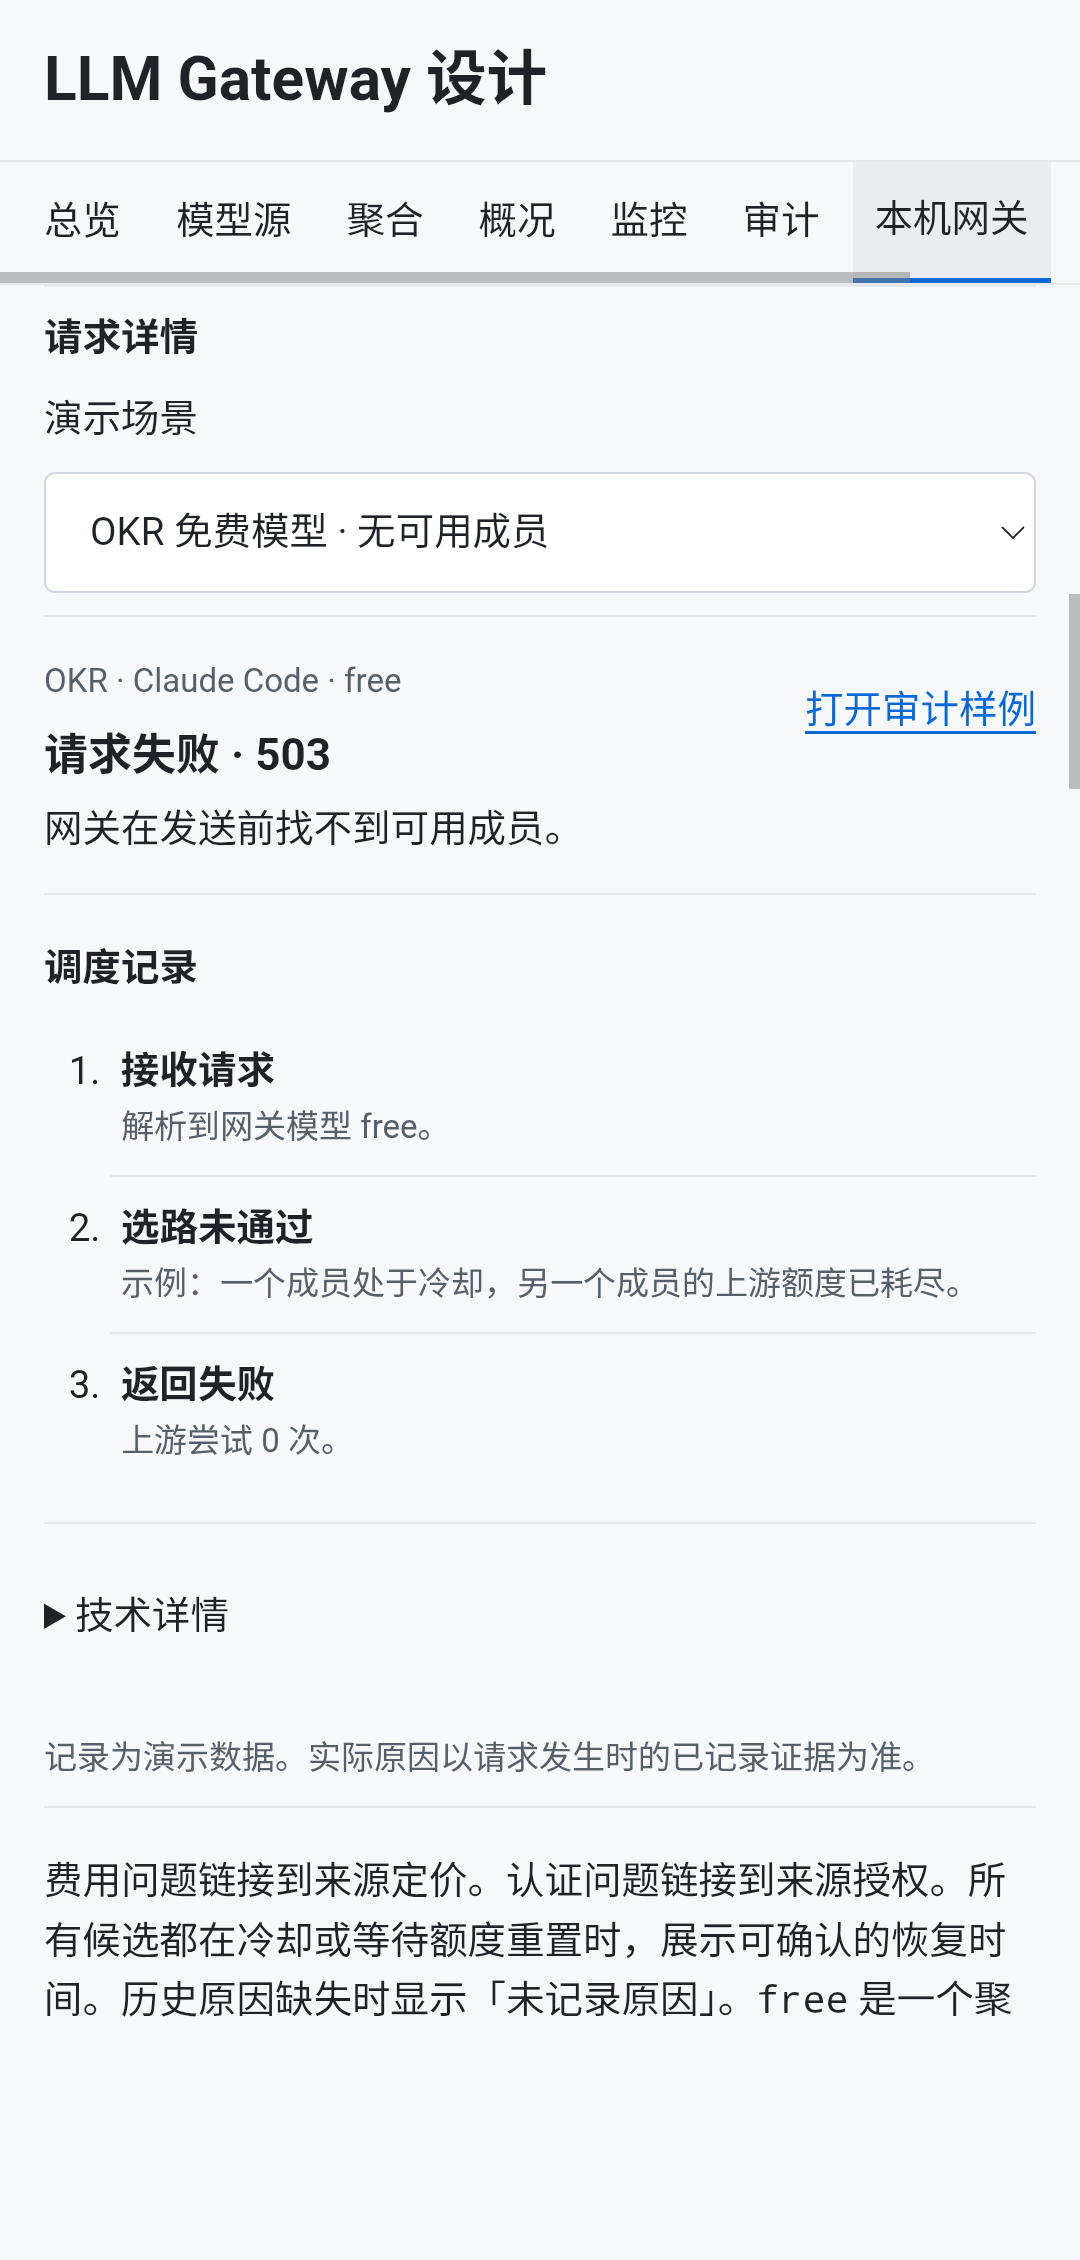 LLM Gateway 设计
总览 模型源 聚合 概况 监控 审计 本机网关
请求详情
演示场景
OKR 免费模型 · 无可用成员
OKR · Claude Code · free
打开审计样例
请求失败 · 503
网关在发送前找不到可用成员。
调度记录
1. 接收请求
解析到网关模型 free。
2. 选路未通过
示例：一个成员处于冷却，另一个成员的上游额度已耗尽。
3. 返回失败
上游尝试 0 次。
技术详情
记录为演示数据。实际原因以请求发生时的已记录证据为准。
费用问题链接到来源定价。认证问题链接到来源授权。所
有候选都在冷却或等待额度重置时，展示可确认的恢复时
间。历史原因缺失时显示「未记录原因」。free 是一个聚